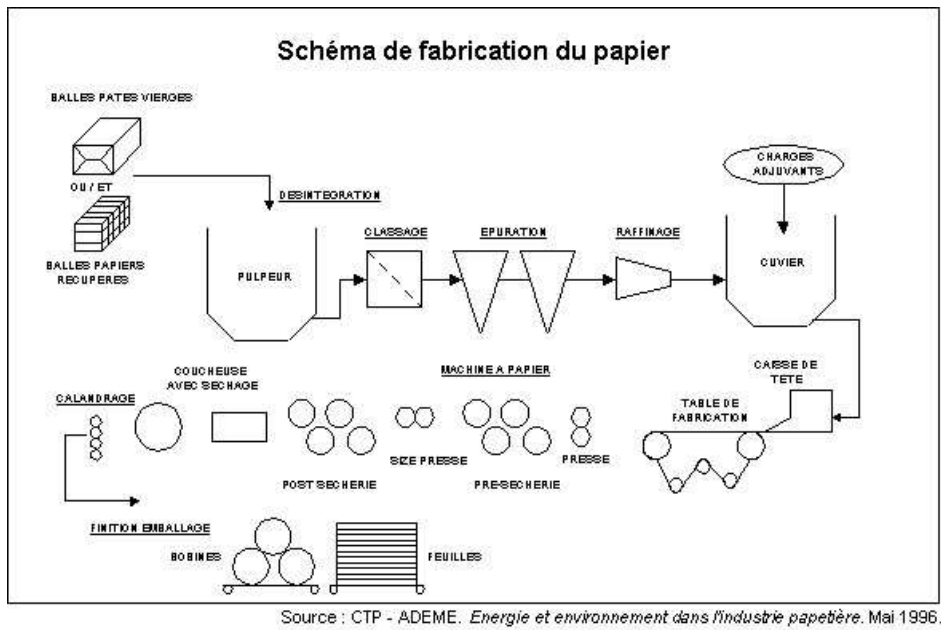 Schéma de fabrication du papier
BALLES PATES VIERGES
OU / ET
BALLES PAPIERS
RECUPERES
DESINTEGRATION
PULPEUR
CLASSAGE
EPURATION
RAFFINAGE
CHARGES
ADJUVANTS
CUVIER
CAISSE DE
TETE
TABLE DE
FABRICATION
MACHINE A PAPIER
PRESSE
PRE-SECHERIE
SIZE PRESSE
POST SECHERIE
COUCHEUSE
AVEC SECHAGE
CALANDRAGE
FINITION EMBALLAGE
BOBINES
FEUILLES
Source : CTP - ADEME. Energie et environnement dans l'industrie papetière. Mai 1996.